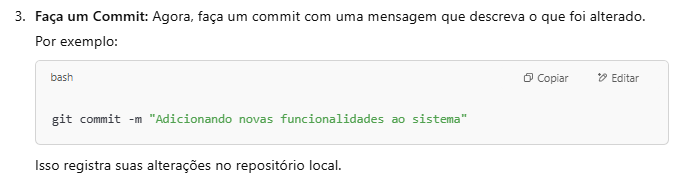 3. Faça um Commit: Agora, faça um commit com uma mensagem que descreva o que foi alterado.
Por exemplo:
bash Copiar Editar
git commit -m "Adicionando novas funcionalidades ao sistema"
Isso registra suas alterações no repositório local.